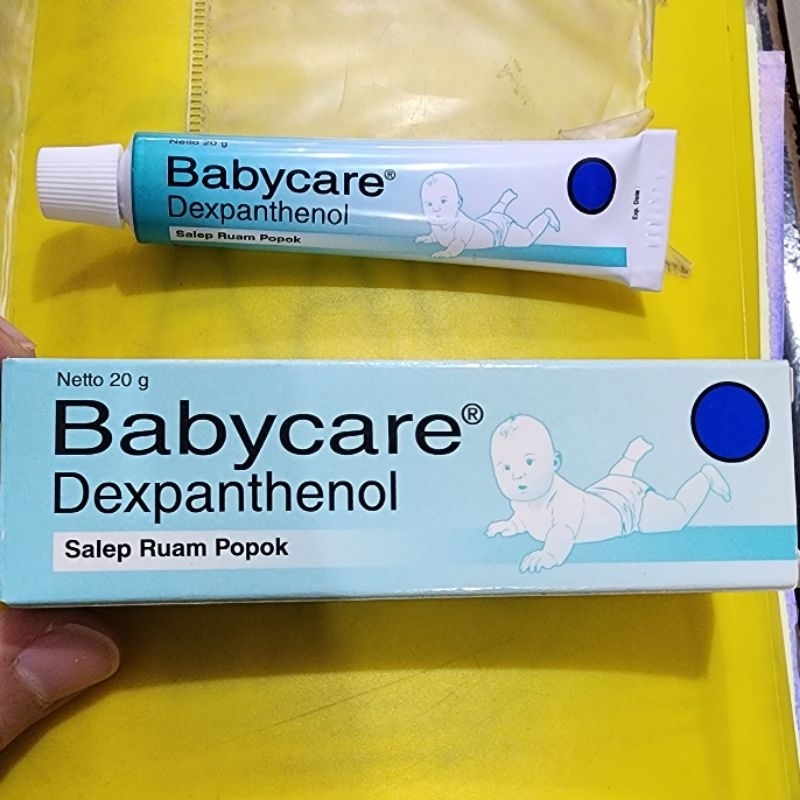 Netto 20 g
Babycare®
Dexpanthenol
Salep Ruam Popok
Exp. Date
Netto 20 g
Babycare®
Dexpanthenol
Salep Ruam Popok